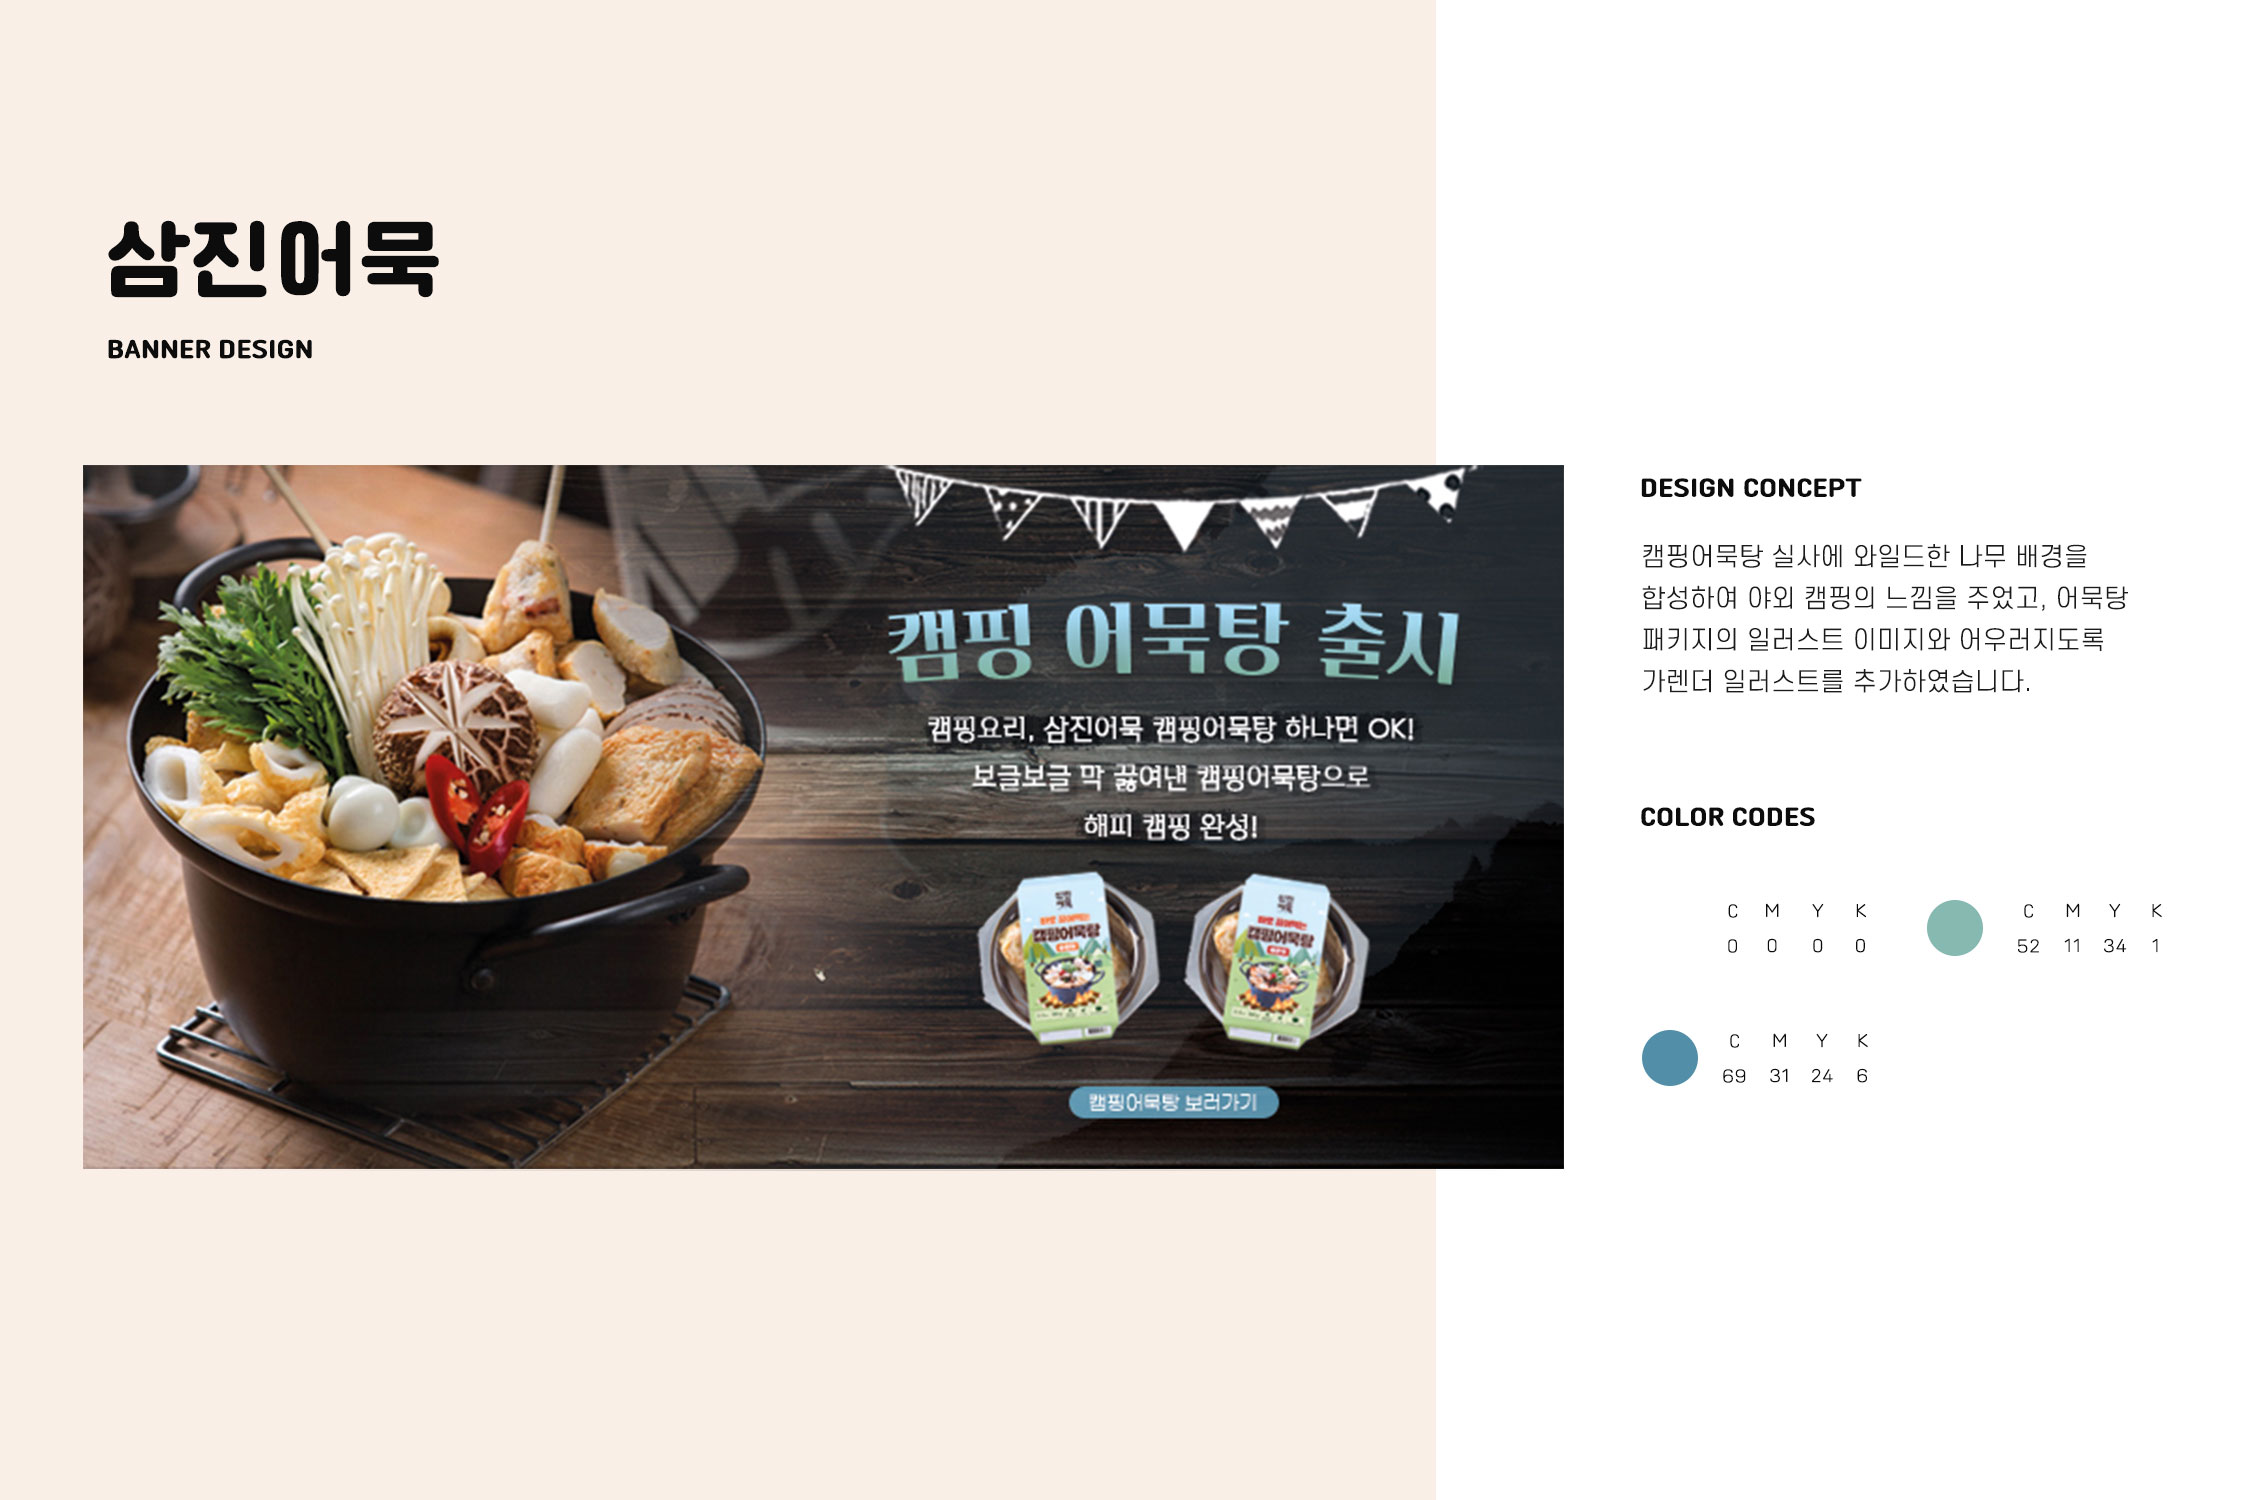 삼진어묵
BANNER DESIGN
캠핑 어묵탕 출시
캠핑요리, 삼진어묵 캠핑어묵탕 하나면 OK!
보글보글 막 끓여낸 캠핑어묵탕으로
해피 캠핑 완성!
삼진어묵
캠핑어묵탕
삼진어묵
캠핑어묵탕
캠핑어묵탕 보러가기
DESIGN CONCEPT
캠핑어묵탕 실사에 와일드한 나무 배경을
합성하여 야외 캠핑의 느낌을 주었고, 어묵탕
패키지의 일러스트 이미지와 어우러지도록
가렌더 일러스트를 추가하였습니다.
COLOR CODES
C M Y K
0 0 0 0
C M Y K
52 11 34 1
C M Y K
69 31 24 6